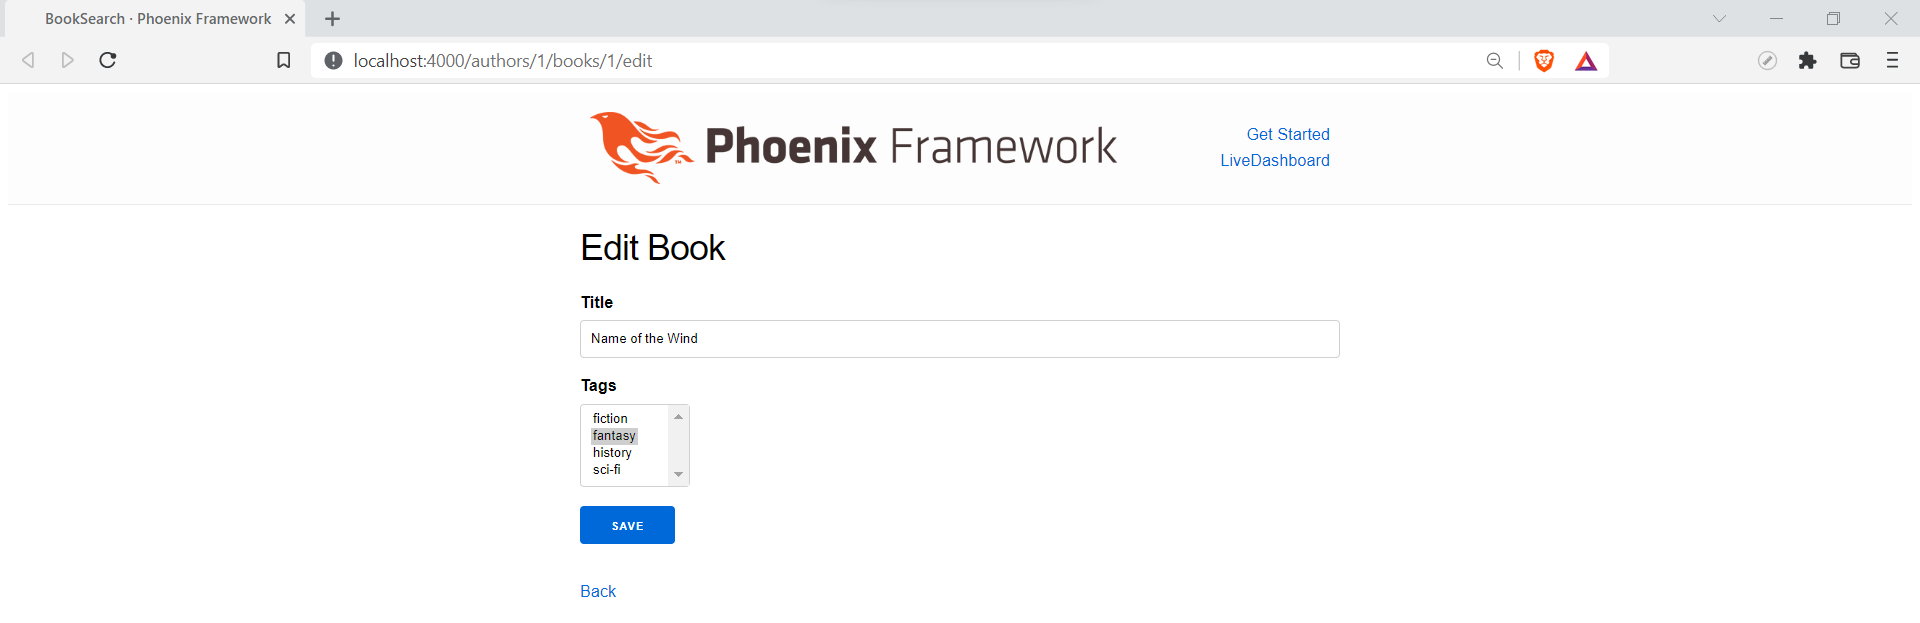 BookSearch · Phoenix Framework
localhost:4000/authors/1/books/1/edit
Phoenix Framework
TM
Get Started
LiveDashboard
Edit Book
Title
Name of the Wind
Tags
fiction
fantasy
history
sci-fi
SAVE
Back